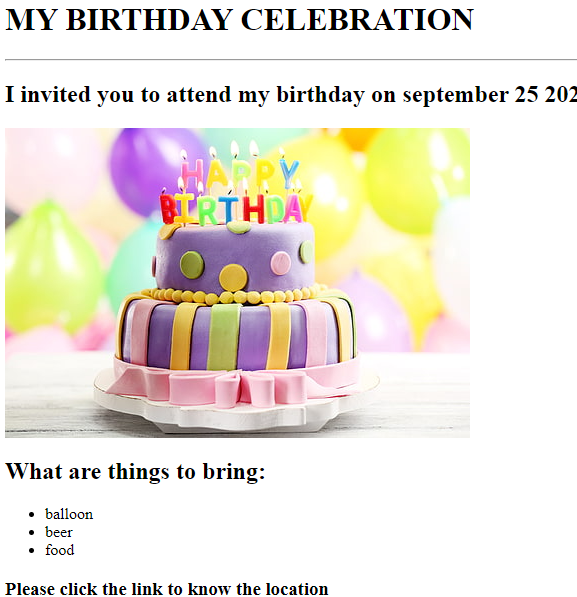 MY BIRTHDAY CELEBRATION
I invited you to attend my birthday on september 25 202
HAPPY
BIRTHDAY
What are things to bring:
balloon
beer
food
Please click the link to know the location